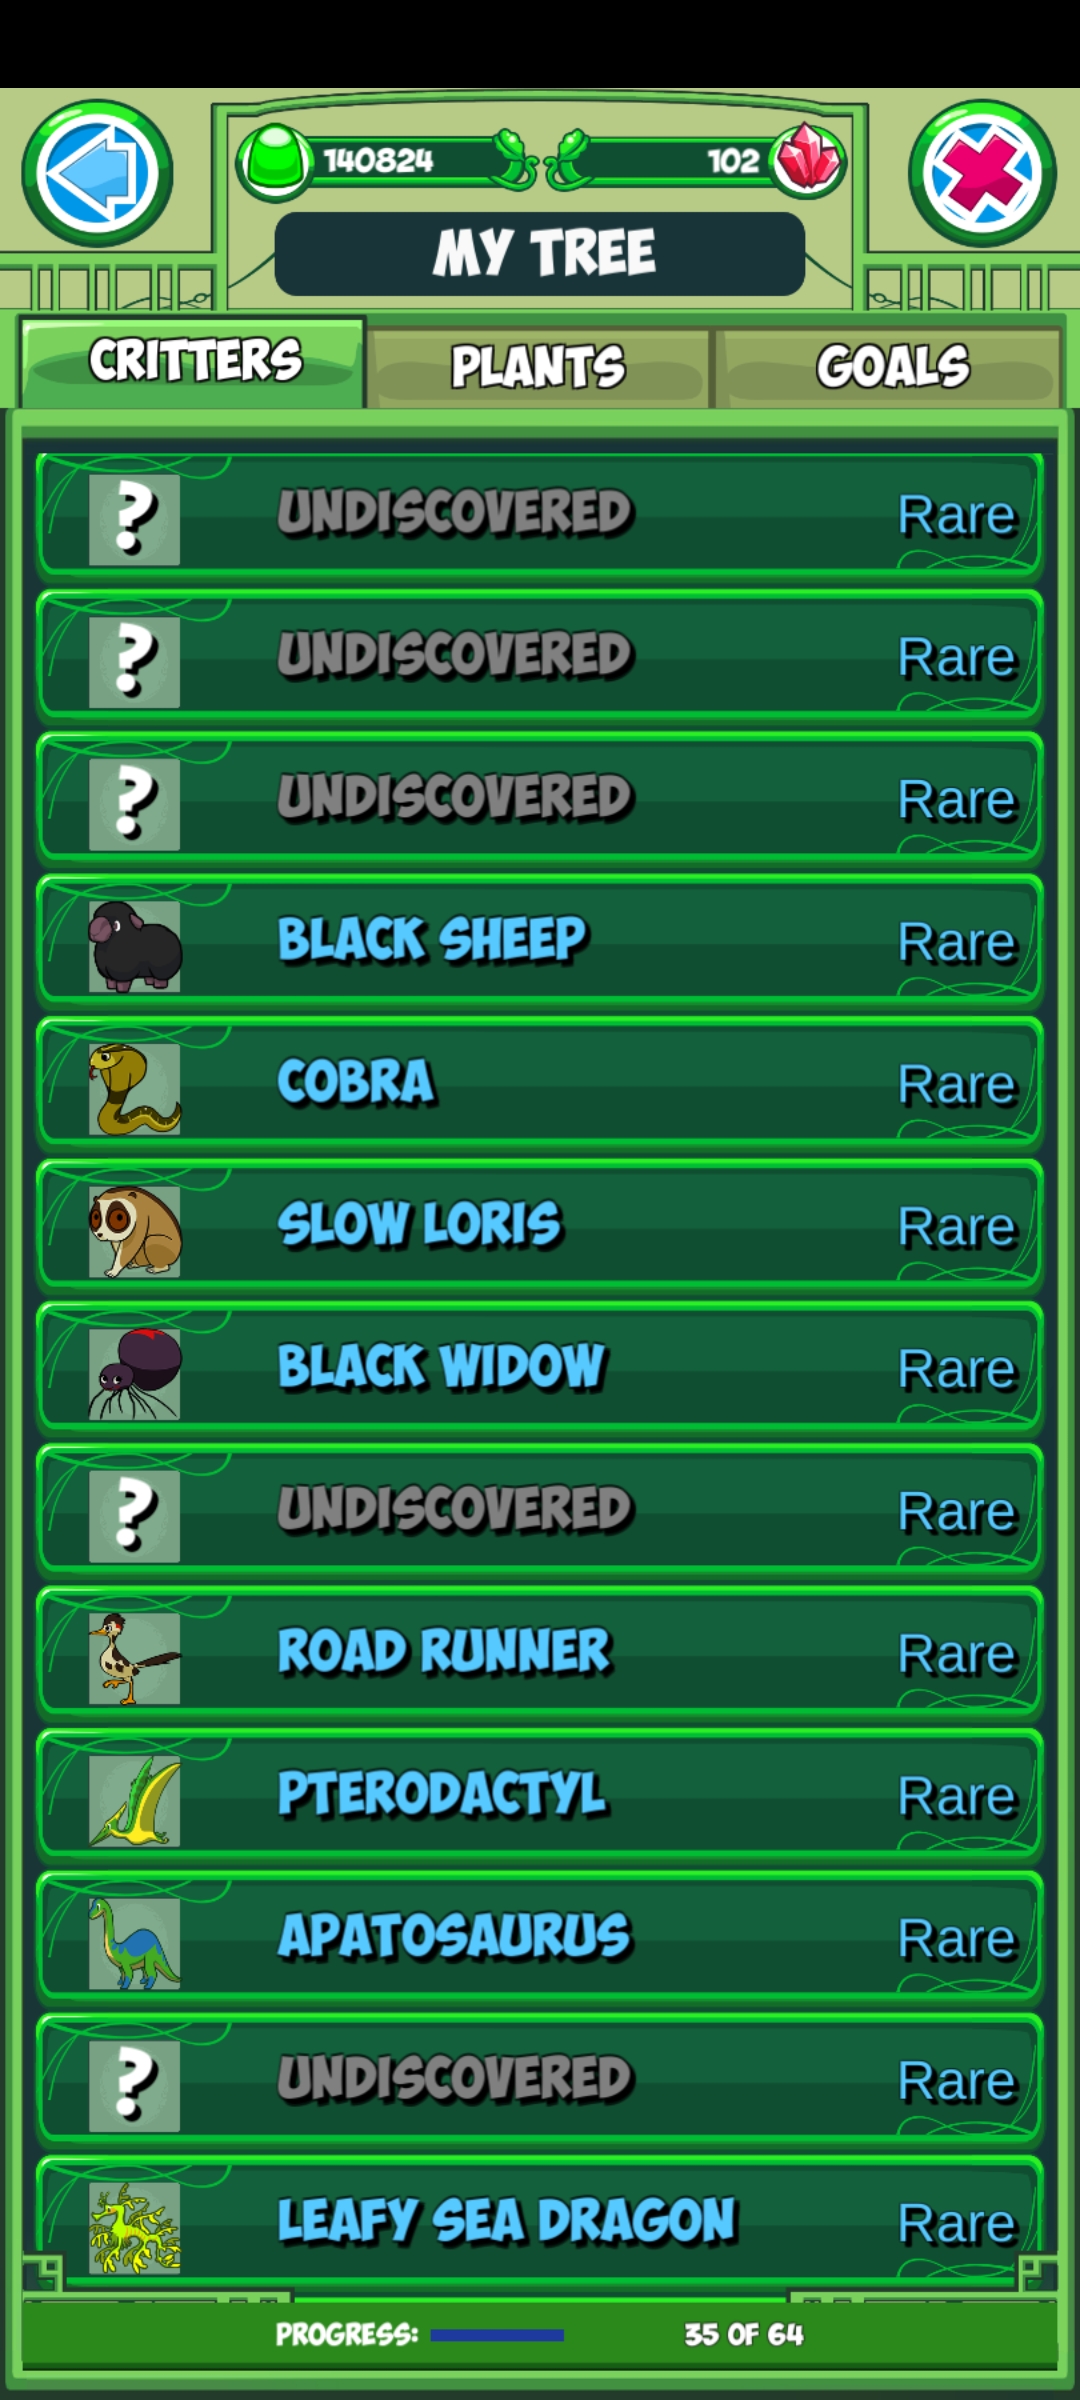 140824
102
MY TREE
CRITTERS
PLANTS
GOALS
? UNDISCOVERED Rare
? UNDISCOVERED Rare
? UNDISCOVERED Rare
BLACK SHEEP Rare
COBRA Rare
SLOW LORIS Rare
BLACK WIDOW Rare
? UNDISCOVERED Rare
ROAD RUNNER Rare
PTERODACTYL Rare
APATOSAURUS Rare
? UNDISCOVERED Rare
LEAFY SEA DRAGON Rare
PROGRESS: 35 OF 64